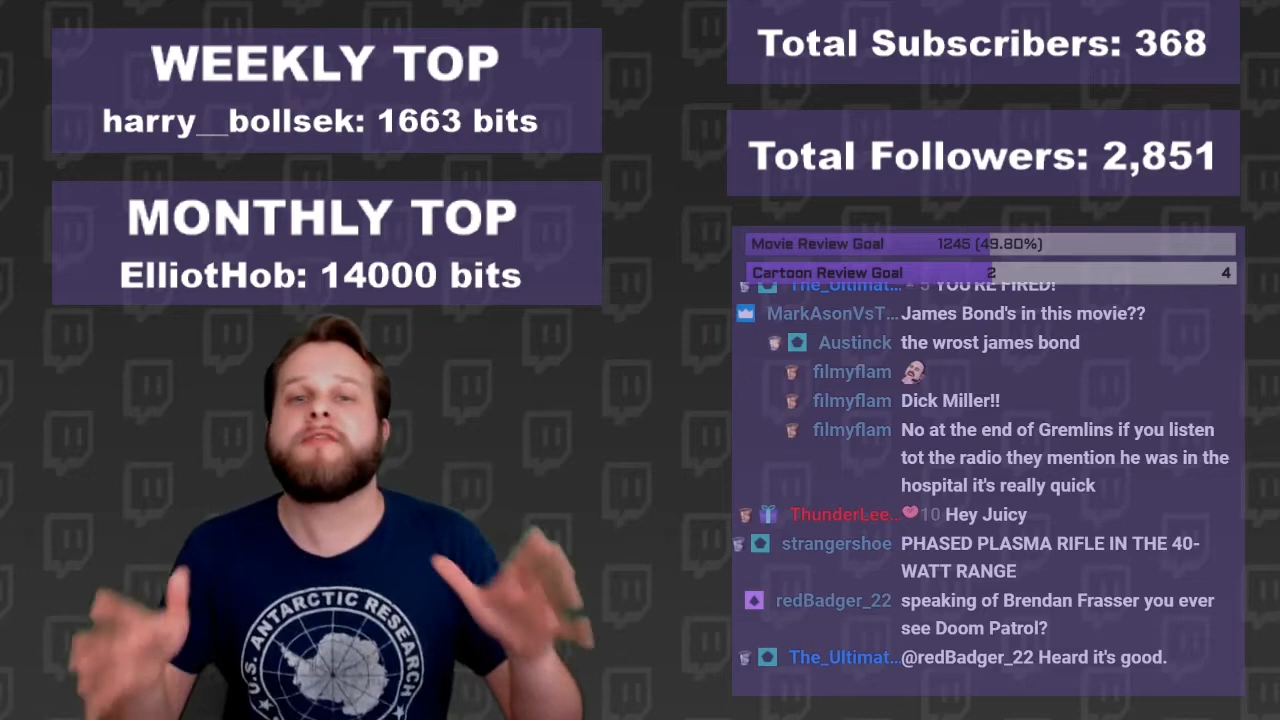 WEEKLY TOP
harry__bollsek: 1663 bits
MONTHLY TOP
ElliotHob: 14000 bits
Total Subscribers: 368
Total Followers: 2,851
Movie Review Goal 1245 (49.80%)
Cartoon Review Goal 2 4
The_Ultimat... YOU'RE FIRED!
MarkAsonVsT... James Bond's in this movie??
Austinck the wrost james bond
filmyflam
filmyflam Dick Miller!!
filmyflam No at the end of Gremlins if you listen
tot the radio they mention he was in the
hospital it's really quick
ThunderLee... 10 Hey Juicy
strangershoe PHASED PLASMA RIFLE IN THE 40-
WATT RANGE
redBadger_22 speaking of Brendan Frasser you ever
see Doom Patrol?
The_Ultimat... @redBadger_22 Heard it's good.
U.S. ANTARCTIC RESEARCH